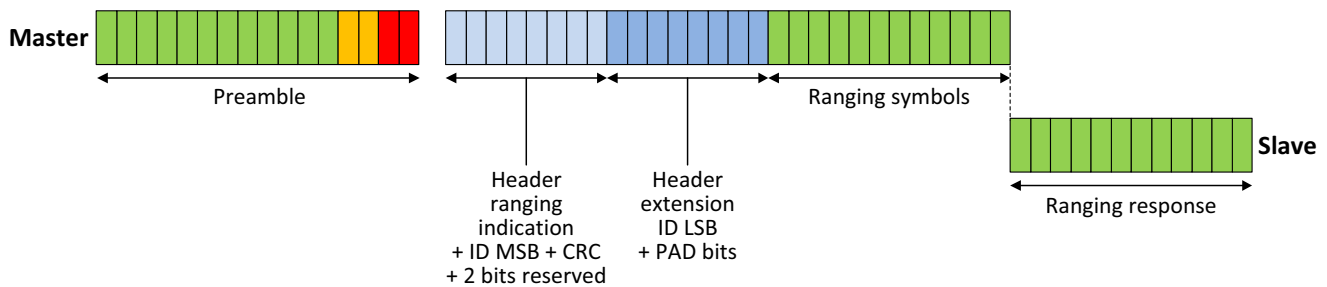 Master
Preamble
Ranging symbols
Slave
Ranging response
Header
ranging
indication
+ ID MSB + CRC
+ 2 bits reserved
Header
extension
ID LSB
+ PAD bits